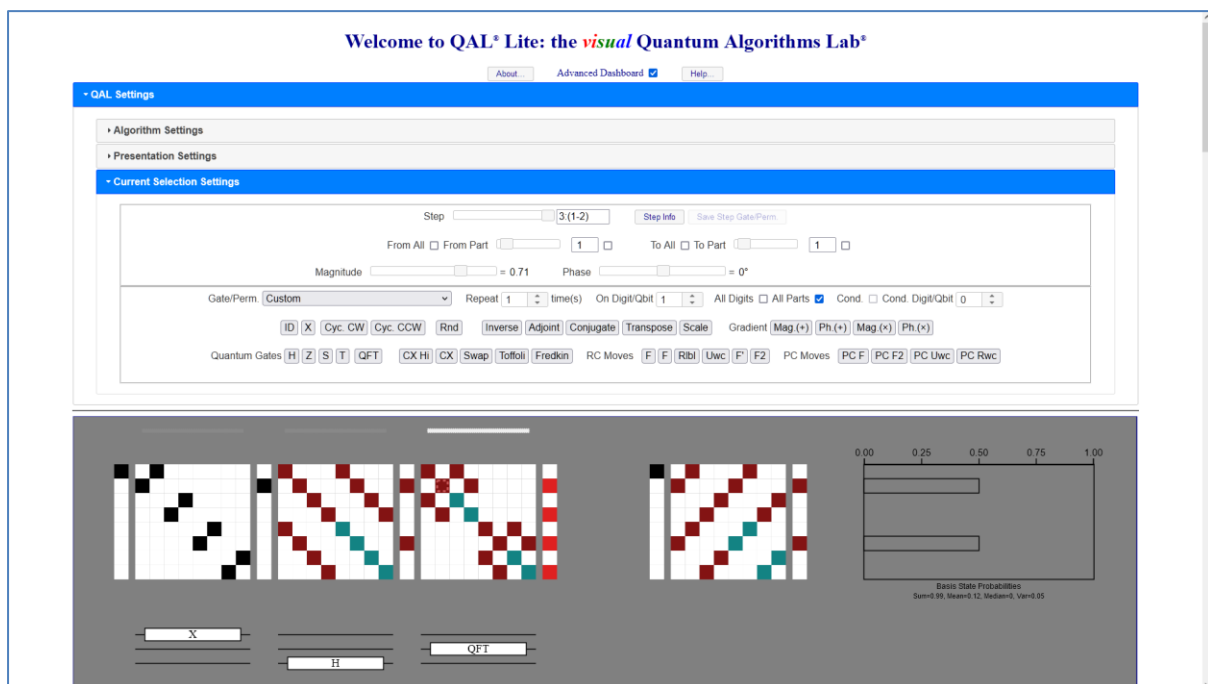 Welcome to QAL® Lite: the visual Quantum Algorithms Lab®
About... Advanced Dashboard Help...
QAL Settings
Algorithm Settings
Presentation Settings
Current Selection Settings
Step 3:(1-2) Step Info Save Step Gate/Perm.
From All From Part 1 To All To Part 1
Magnitude = 0.71 Phase = 0°
Gate/Perm. Custom Repeat 1 time(s) On Digit/Qbit 1 All Digits All Parts Cond. Cond. Digit/Qbit 0
ID X Cyc. CW Cyc. CCW Rnd Inverse Adjoint Conjugate Transpose Scale Gradient Mag.(+) Ph.(+) Mag.(×) Ph.(×)
Quantum Gates H Z S T QFT CX Hi CX Swap Toffoli Fredkin RC Moves F F Rlbl Uwc F' F2 PC Moves PC F PC F2 PC Uwc PC Rwc
0.00 0.25 0.50 0.75 1.00
Basis State Probabilities
Sum=0.99, Mean=0.12, Median=0, Var=0.05
X
QFT
H